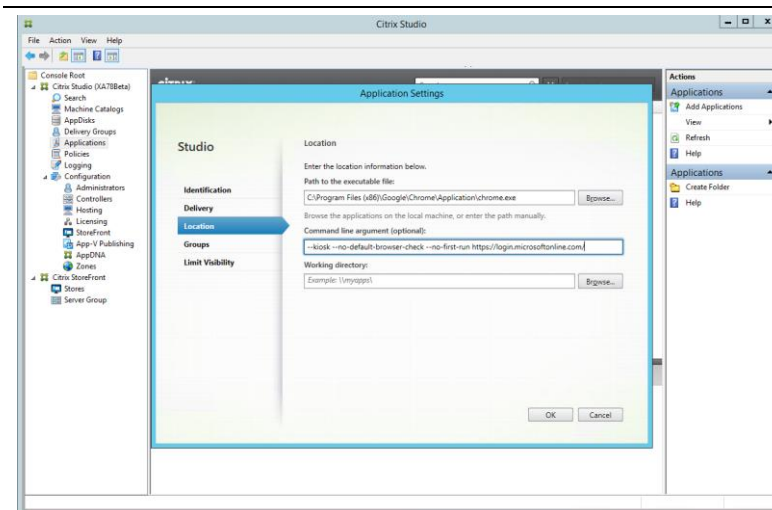 Citrix Studio
File Action View Help
Console Root
Citrix Studio (XA78Beta)
Search
Machine Catalogs
AppDisks
Delivery Groups
Applications
Policies
Logging
Configuration
Administrators
Controllers
Hosting
Licensing
StoreFront
App-V Publishing
AppDNA
Zones
Citrix StoreFront
Stores
Server Group
Application Settings
Studio
Identification
Delivery
Location
Groups
Limit Visibility
Location
Enter the location information below.
Path to the executable file:
C:\Program Files (x86)\Google\Chrome\Application\chrome.exe Browse...
Browse the applications on the local machine, or enter the path manually.
Command line argument (optional):
--kiosk --no-default-browser-check --no-first-run https://login.microsoftonline.com/
Working directory:
Example: \\myapps\ Browse...
OK Cancel
Actions
Applications
Add Applications
View
Refresh
Help
Applications
Create Folder
Help